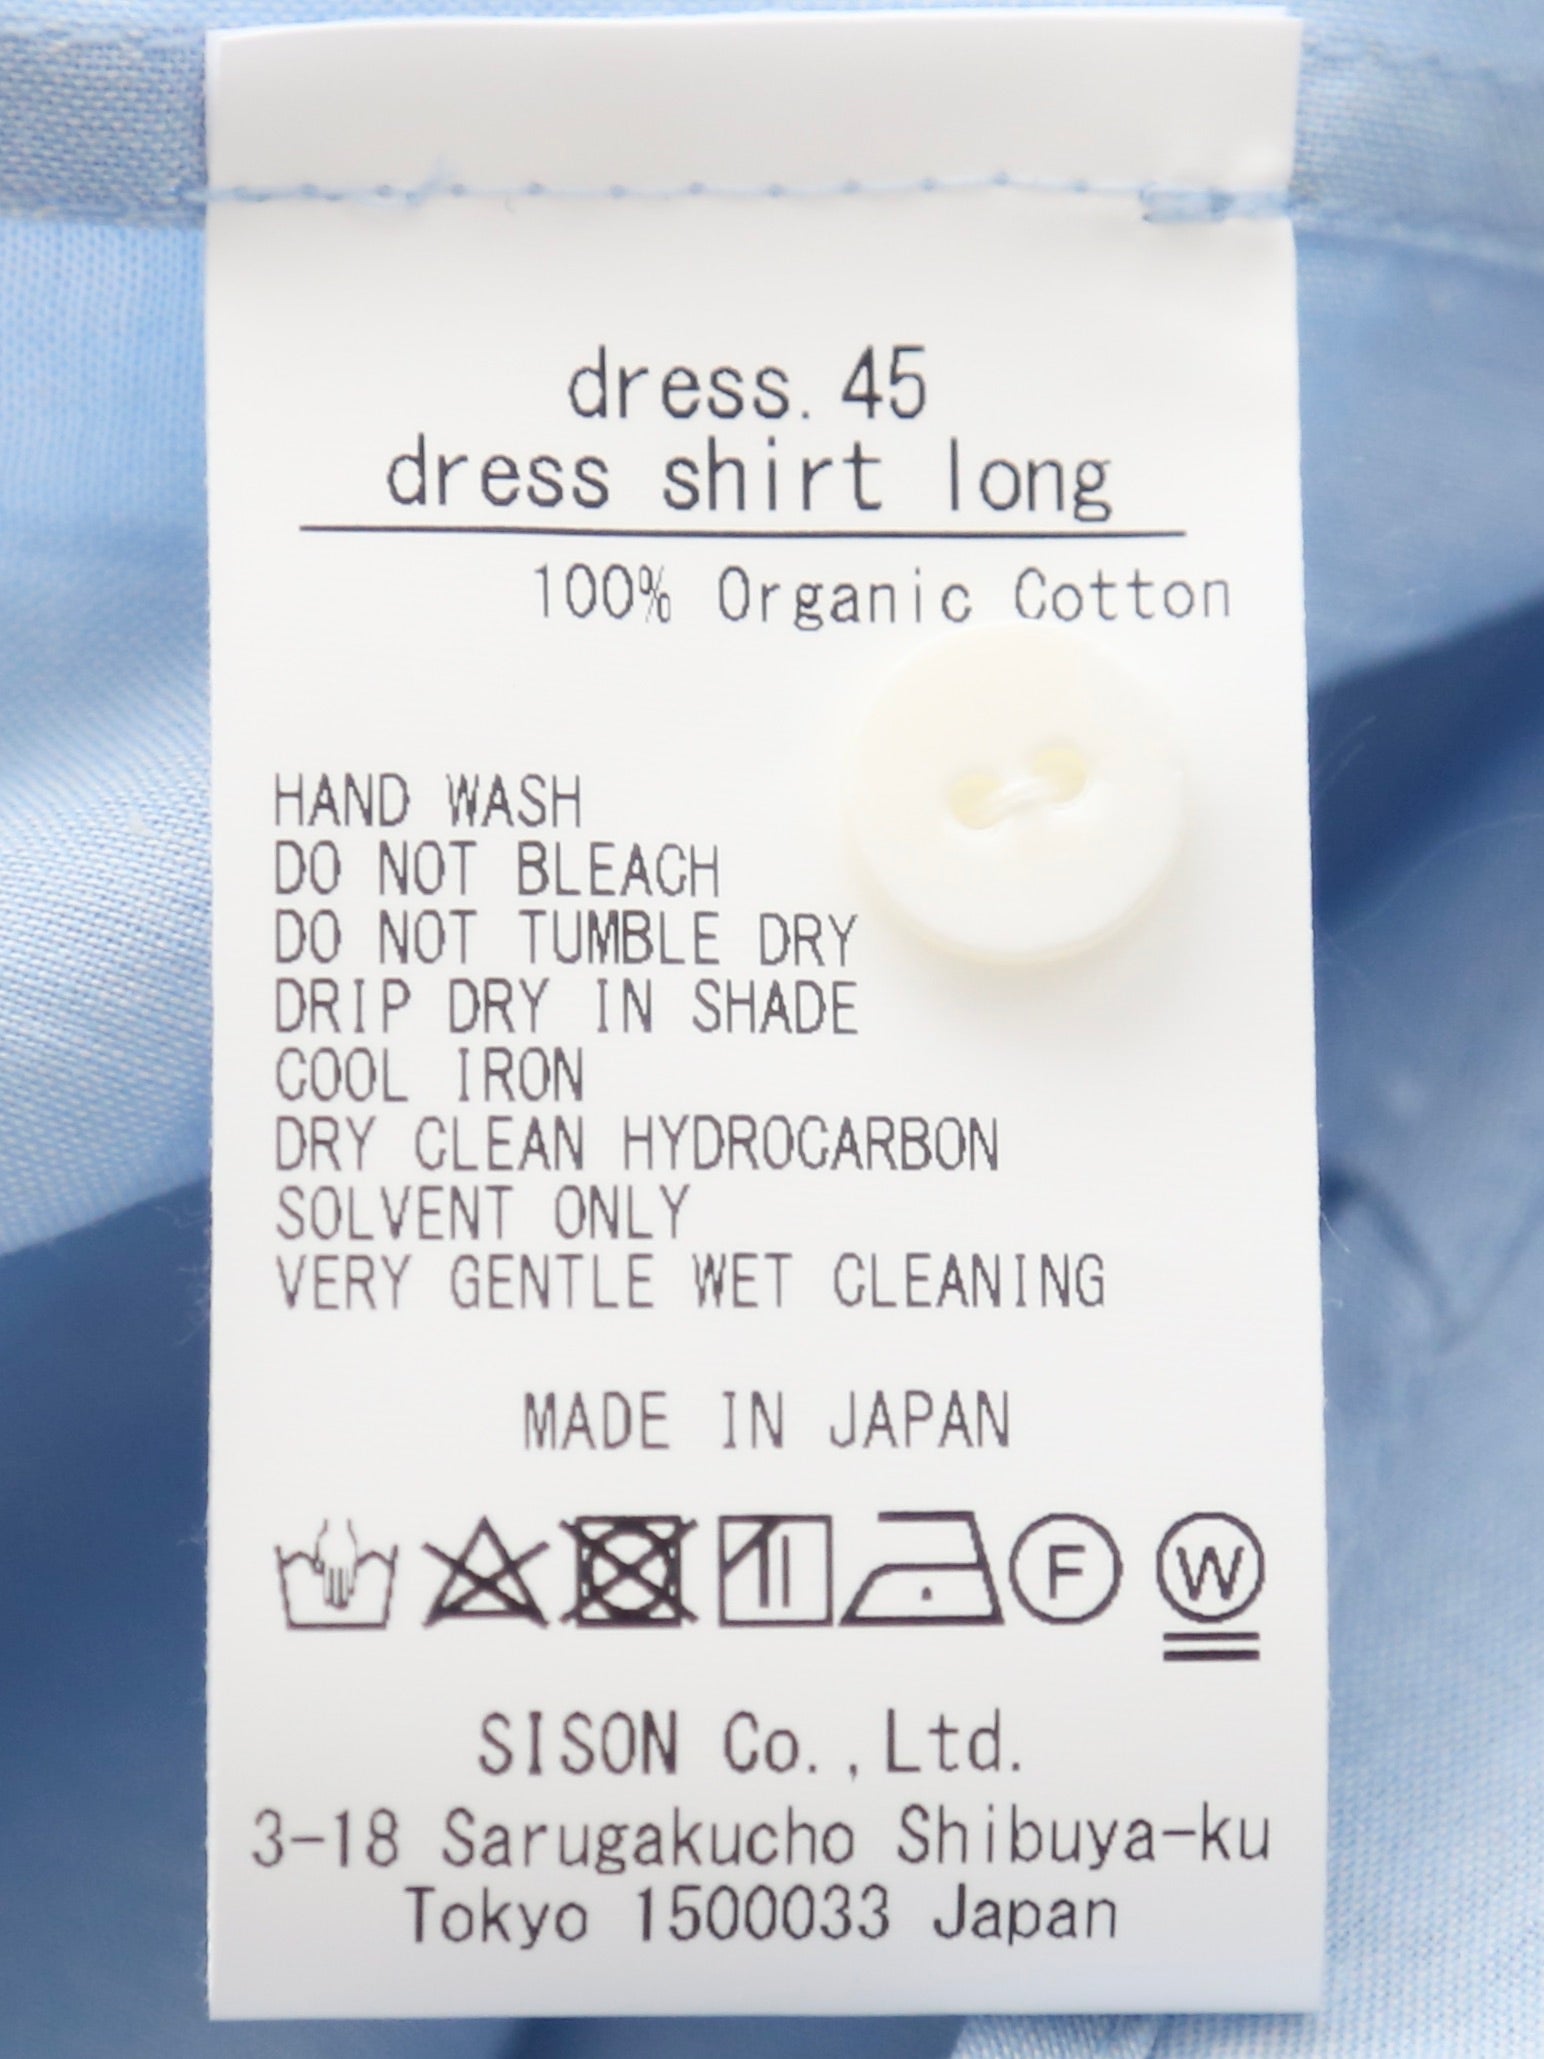 dress. 45
dress shirt long
100% Organic Cotton
HAND WASH
DO NOT BLEACH
DO NOT TUMBLE DRY
DRIP DRY IN SHADE
COOL IRON
DRY CLEAN HYDROCARBON
SOLVENT ONLY
VERY GENTLE WET CLEANING
MADE IN JAPAN
F W
SISON Co.,Ltd.
3-18 Sarugakucho Shibuya-ku
Tokyo 1500033 Japan